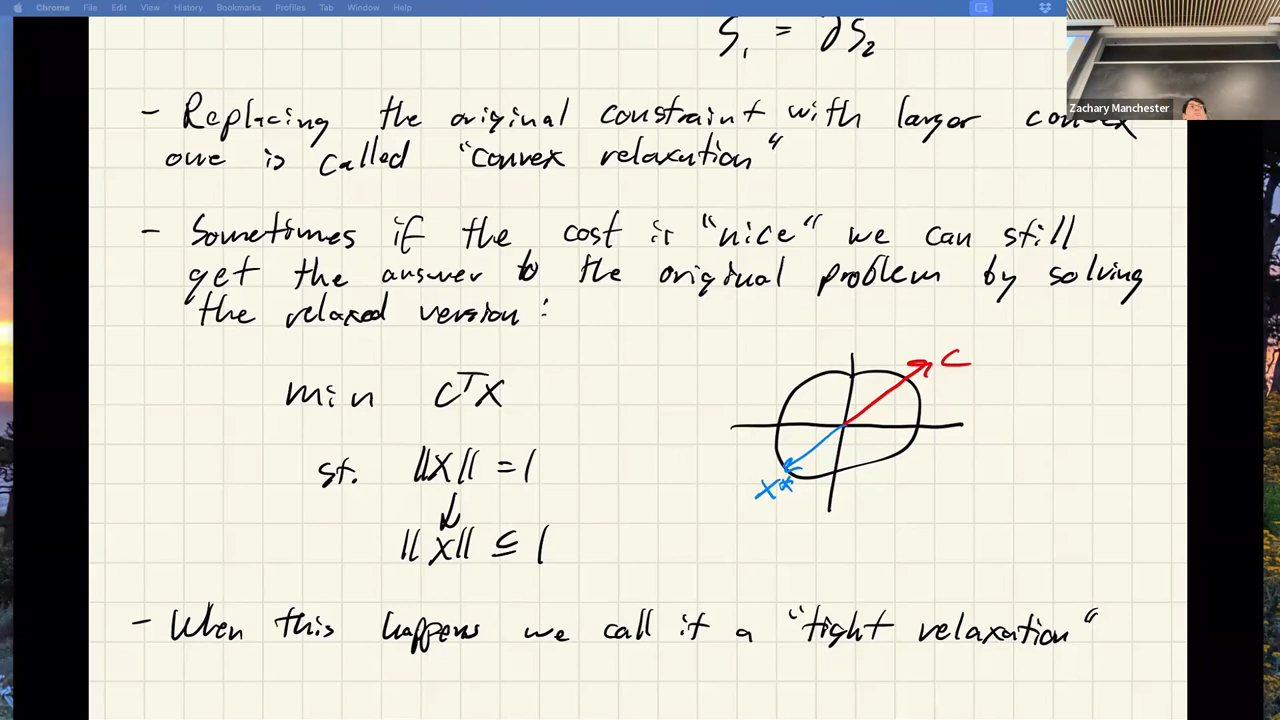 Chrome File Edit View History Bookmarks Profiles Tab Window Help
S₁ = ∂S₂
Zachary Manchester
- Replacing the original constraint with larger convex
one is called "convex relaxation"
- Sometimes if the cost is "nice" we can still
get the answer to the original problem by solving
the relaxed version:
min cᵀx
st. ||x|| = 1
↓
||x|| ≤ 1
C
x*
- When this happens we call it a "tight relaxation"